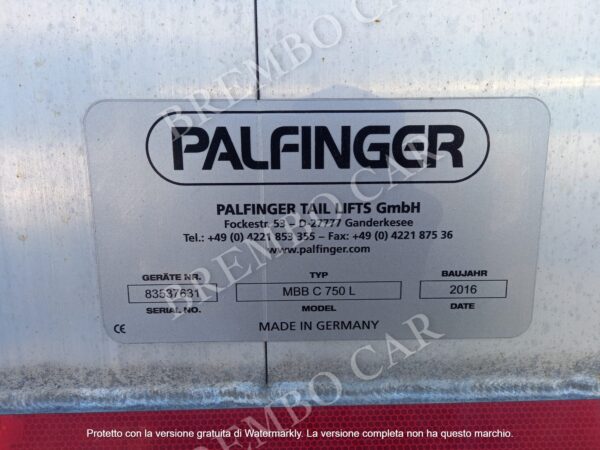 PALFINGER
PALFINGER TAIL LIFTS GmbH
Fockestr. 53 – D-27777 Ganderkesee
Tel.: +49 (0) 4221 853 355 – Fax: +49 (0) 4221 875 36
www.palfinger.com
GERÄTE NR. TYP BAUJAHR
83537631 MBB C 750 L 2016
SERIAL NO. MODEL DATE
CE MADE IN GERMANY
BREMBO CAR
BREMBO CAR
BREMBO CAR
Protetto con la versione gratuita di Watermarkly. La versione completa non ha questo marchio.